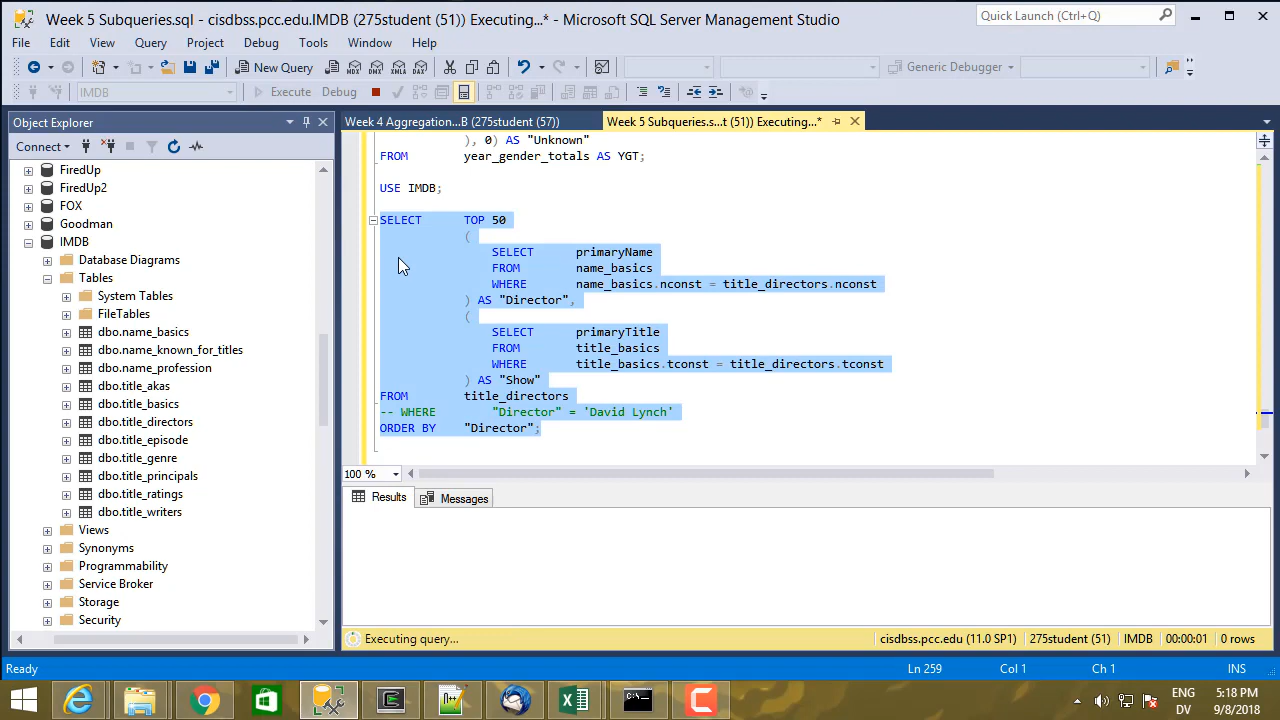 Week 5 Subqueries.sql - cisdbss.pcc.edu.IMDB (275student (51)) Executing...* - Microsoft SQL Server Management Studio
Quick Launch (Ctrl+Q)
File Edit View Query Project Debug Tools Window Help
New Query
Generic Debugger
IMDB
Execute Debug
Object Explorer
Connect
FiredUp
FiredUp2
FOX
Goodman
IMDB
Database Diagrams
Tables
System Tables
FileTables
dbo.name_basics
dbo.name_known_for_titles
dbo.name_profession
dbo.title_akas
dbo.title_basics
dbo.title_directors
dbo.title_episode
dbo.title_genre
dbo.title_principals
dbo.title_ratings
dbo.title_writers
Views
Synonyms
Programmability
Service Broker
Storage
Security
Week 4 Aggregation...B (275student (57))
Week 5 Subqueries.s...t (51)) Executing...*
), 0) AS "Unknown"
FROM year_gender_totals AS YGT;
USE IMDB;
SELECT TOP 50
(
SELECT primaryName
FROM name_basics
WHERE name_basics.nconst = title_directors.nconst
) AS "Director",
(
SELECT primaryTitle
FROM title_basics
WHERE title_basics.tconst = title_directors.tconst
) AS "Show"
FROM title_directors
-- WHERE "Director" = 'David Lynch'
ORDER BY "Director";
100 %
Results Messages
Executing query...
cisdbss.pcc.edu (11.0 SP1) 275student (51) IMDB 00:00:01 0 rows
Ready
Ln 259 Col 1 Ch 1 INS
ENG 5:18 PM
DV 9/8/2018